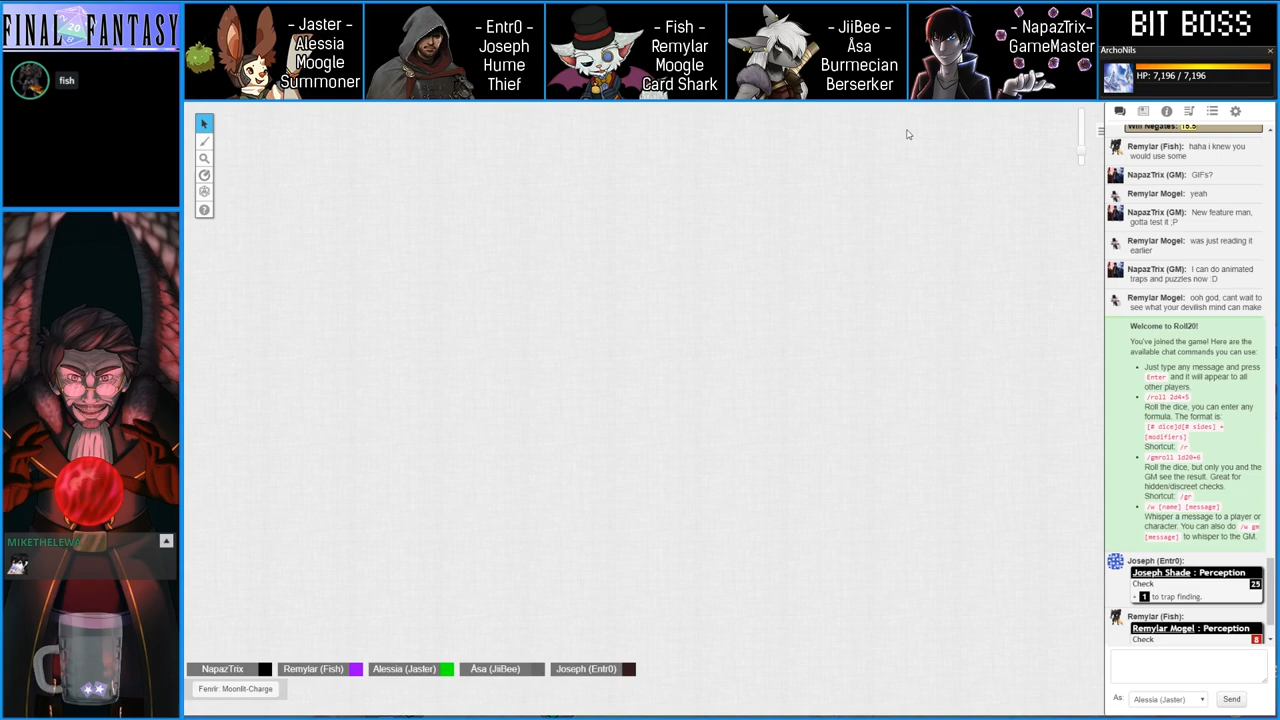 FINAL FANTASY
20
fish
- Jaster -
Alessia
Moogle
Summoner
- Entr0 -
Joseph
Hume
Thief
- Fish -
Remylar
Moogle
Card Shark
- JiiBee -
Åsa
Burmecian
Berserker
- NapazTrix-
GameMaster
BIT BOSS
ArchoNils
HP: 7,196 / 7,196
Will Negates: 15.5
Remylar (Fish): haha i knew you
would use some
NapazTrix (GM): GIFs?
Remylar Mogel: yeah
NapazTrix (GM): New feature man,
gotta test it ;P
Remylar Mogel: was just reading it
earlier
NapazTrix (GM): I can do animated
traps and puzzles now :D
Remylar Mogel: ooh god, cant wait to
see what your devilish mind can make
Welcome to Roll20!
You've joined the game! Here are the
available chat commands you can use:
Just type any message and press
Enter and it will appear to all
other players.
/roll 2d4+5
Roll the dice, you can enter any
formula. The format is:
[# dice]d[# sides] +
[modifiers]
Shortcut: /r
/gmroll 1d20+6
Roll the dice, but only you and the
GM see the result. Great for
hidden/discreet checks.
Shortcut: /gr
/w [name] [message]
Whisper a message to a player or
character. You can also do /w gm
[message] to whisper to the GM.
Joseph (Entr0):
Joseph Shade : Perception
Check 25
+ 1 to trap finding.
Remylar (Fish):
Remylar Mogel : Perception
Check 8
As: Alessia (Jaster) Send
MIKETHELEWA
NapazTrix
Remylar (Fish)
Alessia (Jaster)
Åsa (JiiBee)
Joseph (Entr0)
Fenrir: Moonlit-Charge